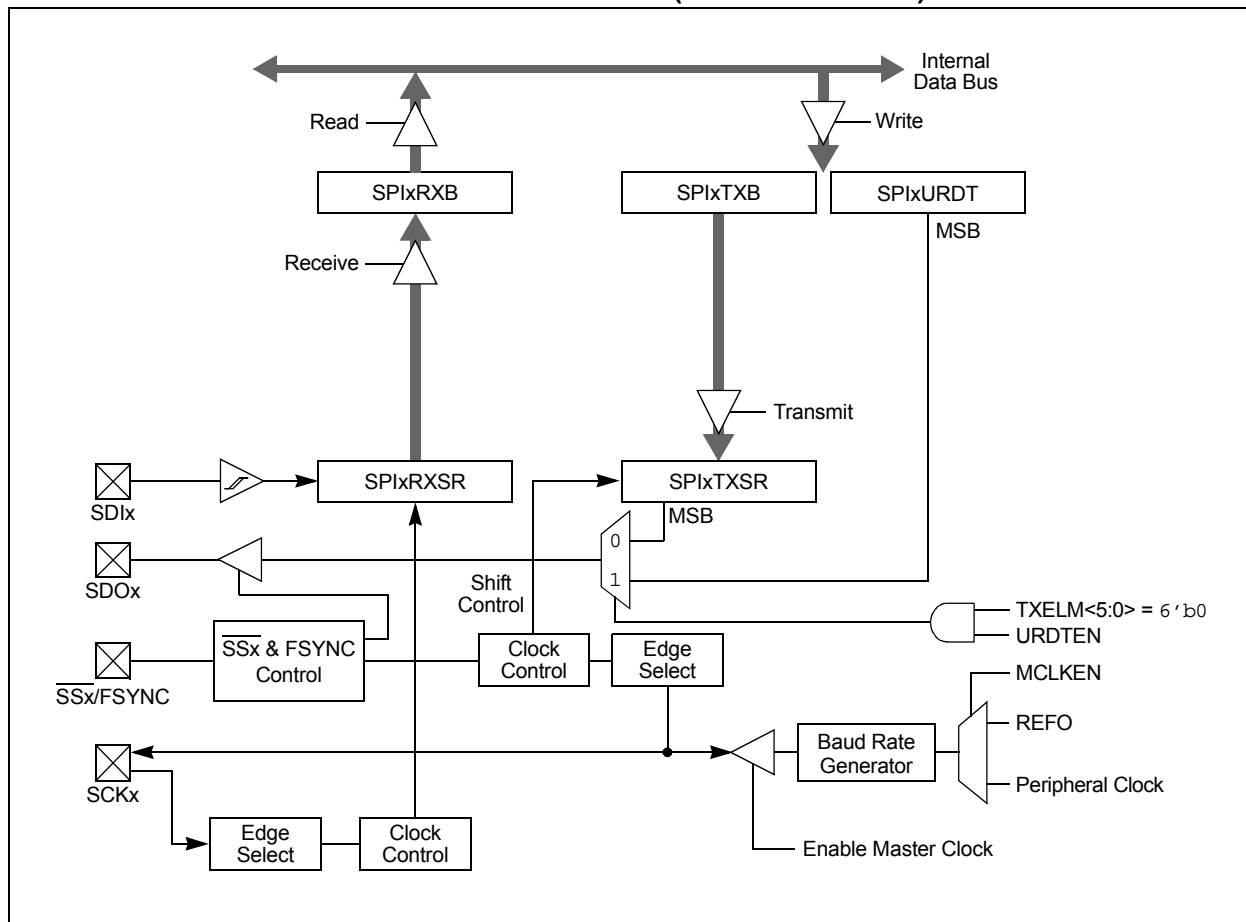 Internal
Data Bus
Read
Write
SPIxRXB
SPIxTXB
SPIxURDT
MSB
Receive
Transmit
SPIxRXSR
SPIxTXSR
SDIx
MSB
0
1
SDOx
Shift
Control
TXELM<5:0> = 6'b0
URDTEN
SSx & FSYNC
Control
Clock
Control
Edge
Select
SSx/FSYNC
MCLKEN
REFO
Baud Rate
Generator
Peripheral Clock
SCKx
Edge
Select
Clock
Control
Enable Master Clock